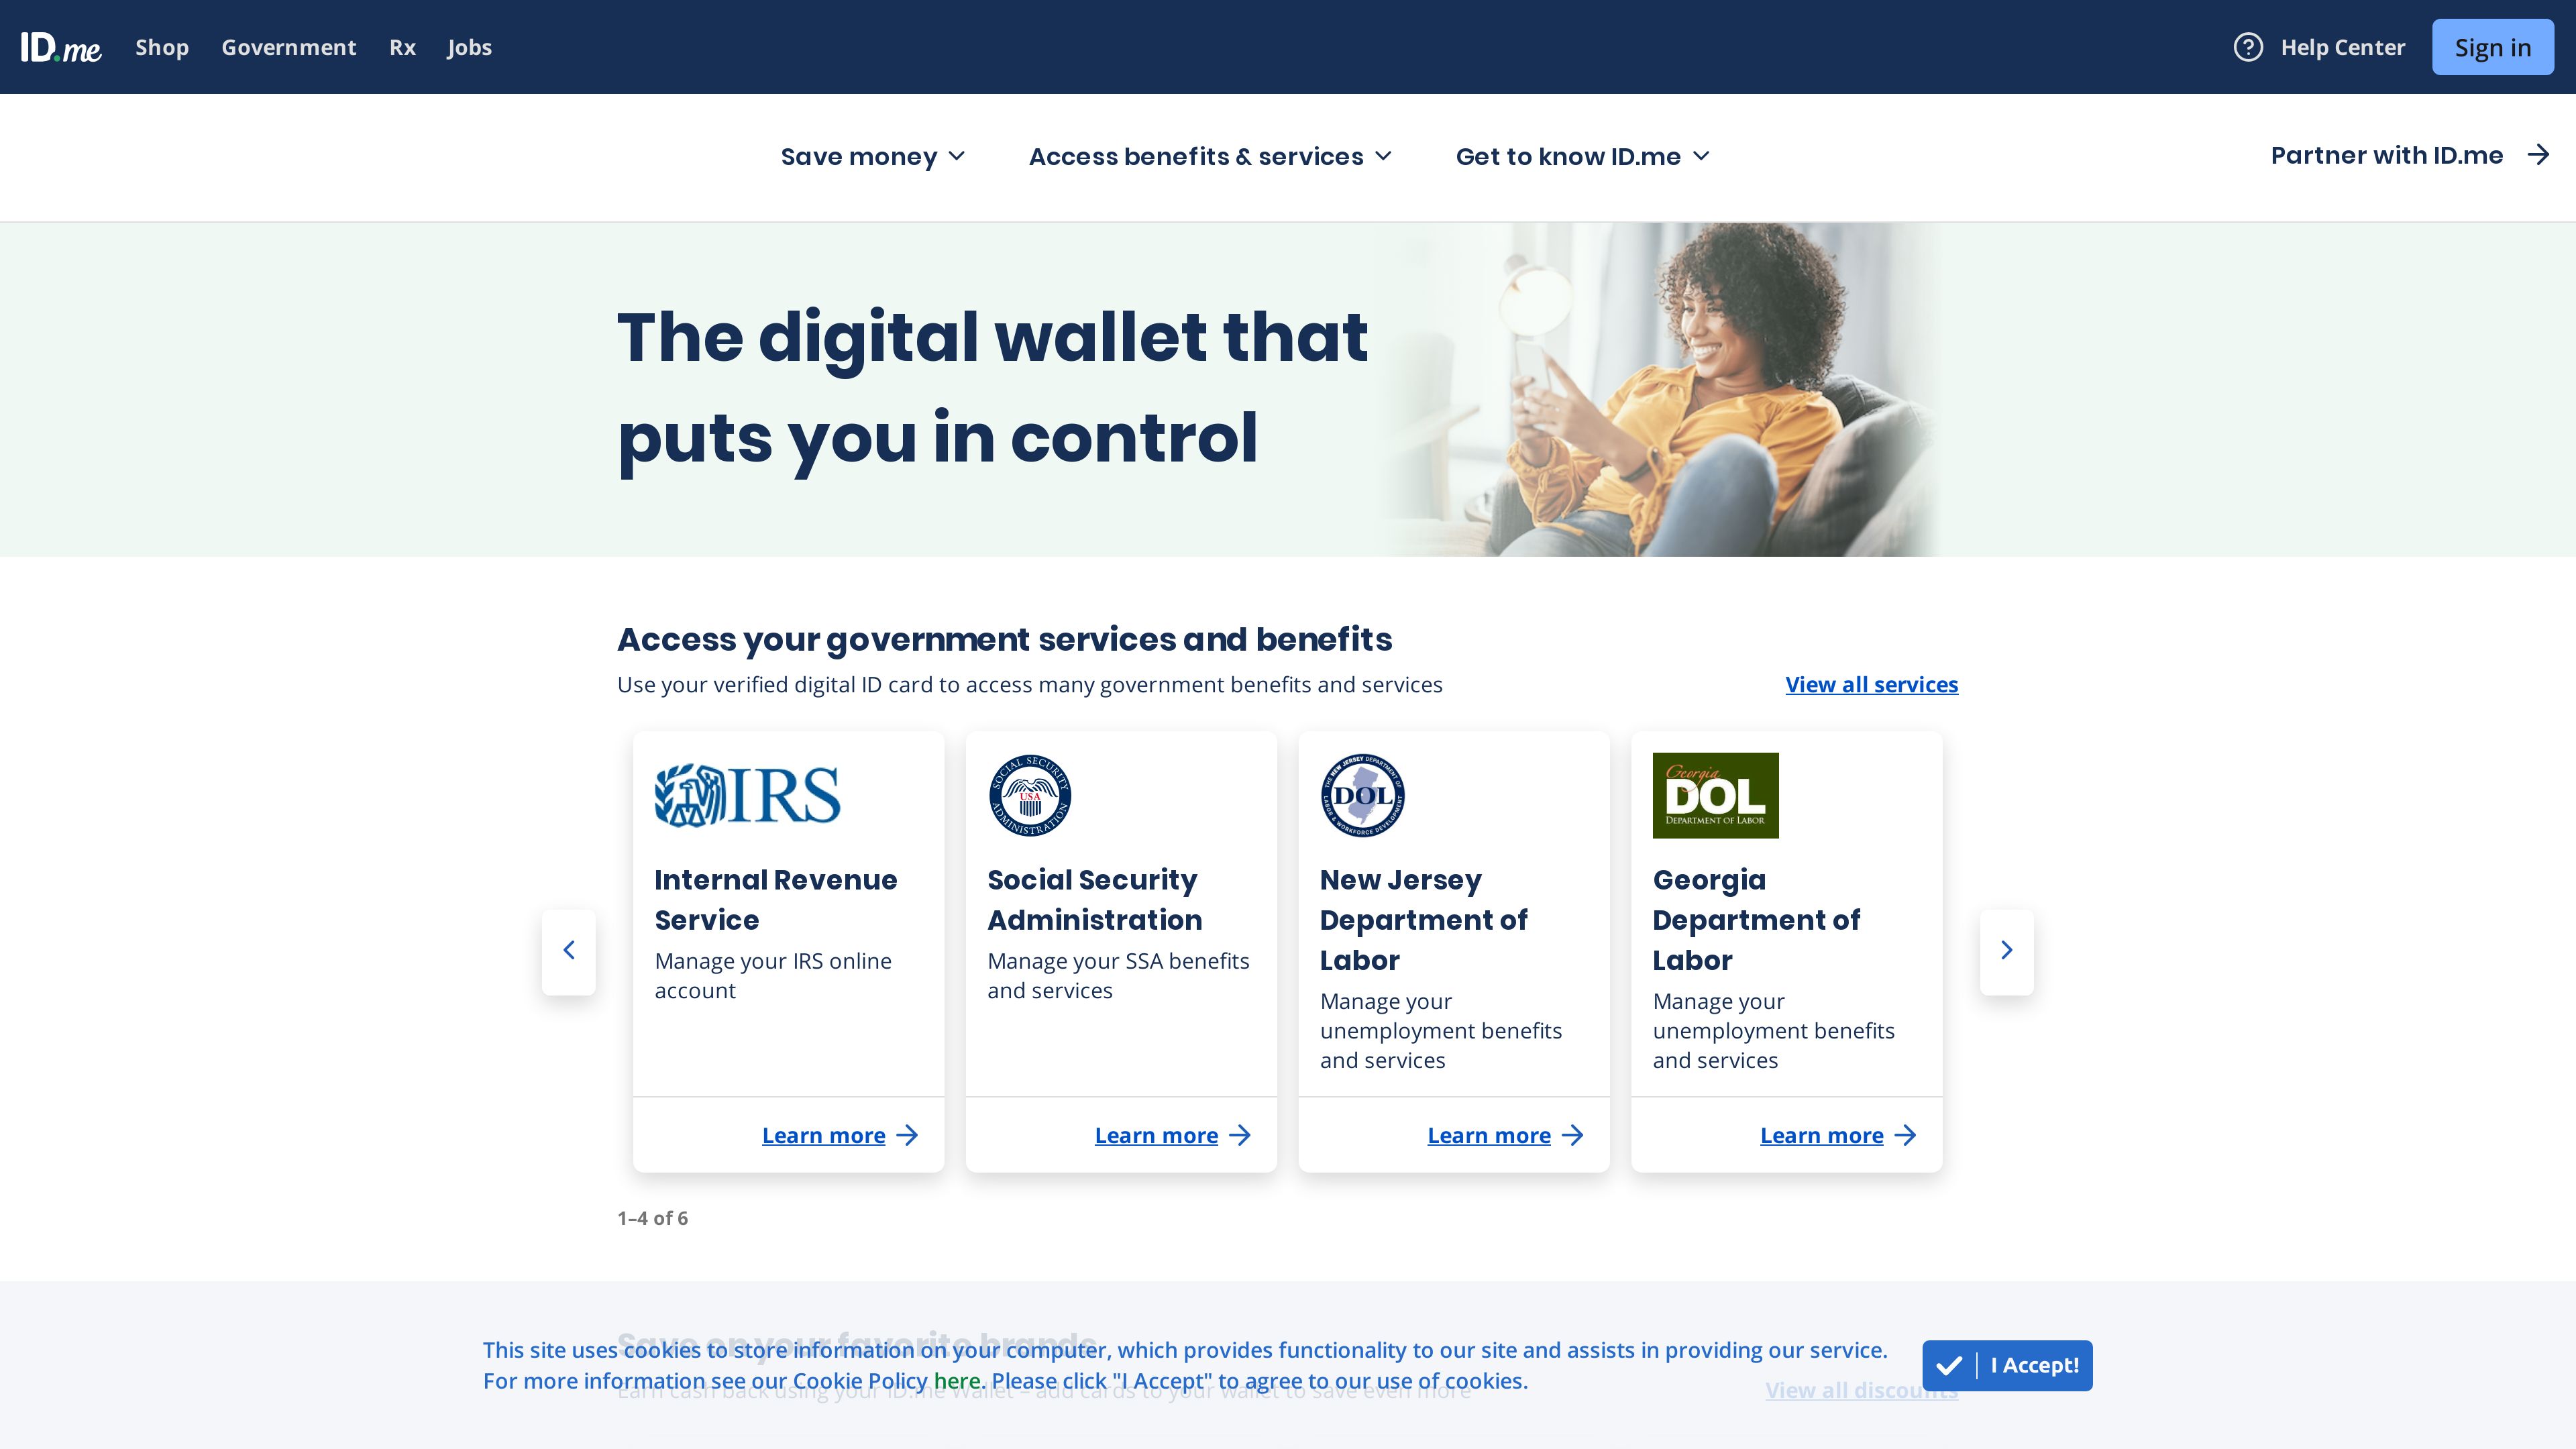 ID.me Shop Government Rx Jobs Help Center Sign in
Save money Access benefits & services Get to know ID.me Partner with ID.me
The digital wallet that
puts you in control
Access your government services and benefits
Use your verified digital ID card to access many government benefits and services View all services
IRS
SOCIAL SECURITY ADMINISTRATION
USA
THE NEW JERSEY DEPARTMENT OF LABOR & WORKFORCE DEVELOPMENT
DOL
Georgia
DOL
DEPARTMENT OF LABOR
Internal Revenue
Service
Manage your IRS online
account
Learn more
Social Security
Administration
Manage your SSA benefits
and services
Learn more
New Jersey
Department of
Labor
Manage your
unemployment benefits
and services
Learn more
Georgia
Department of
Labor
Manage your
unemployment benefits
and services
Learn more
1–4 of 6
Save on your favorite brands
Earn cash back using your ID.me Wallet – add cards to your wallet to save even more View all discounts
This site uses cookies to store information on your computer, which provides functionality to our site and assists in providing our service.
For more information see our Cookie Policy here. Please click "I Accept" to agree to our use of cookies.
I Accept!